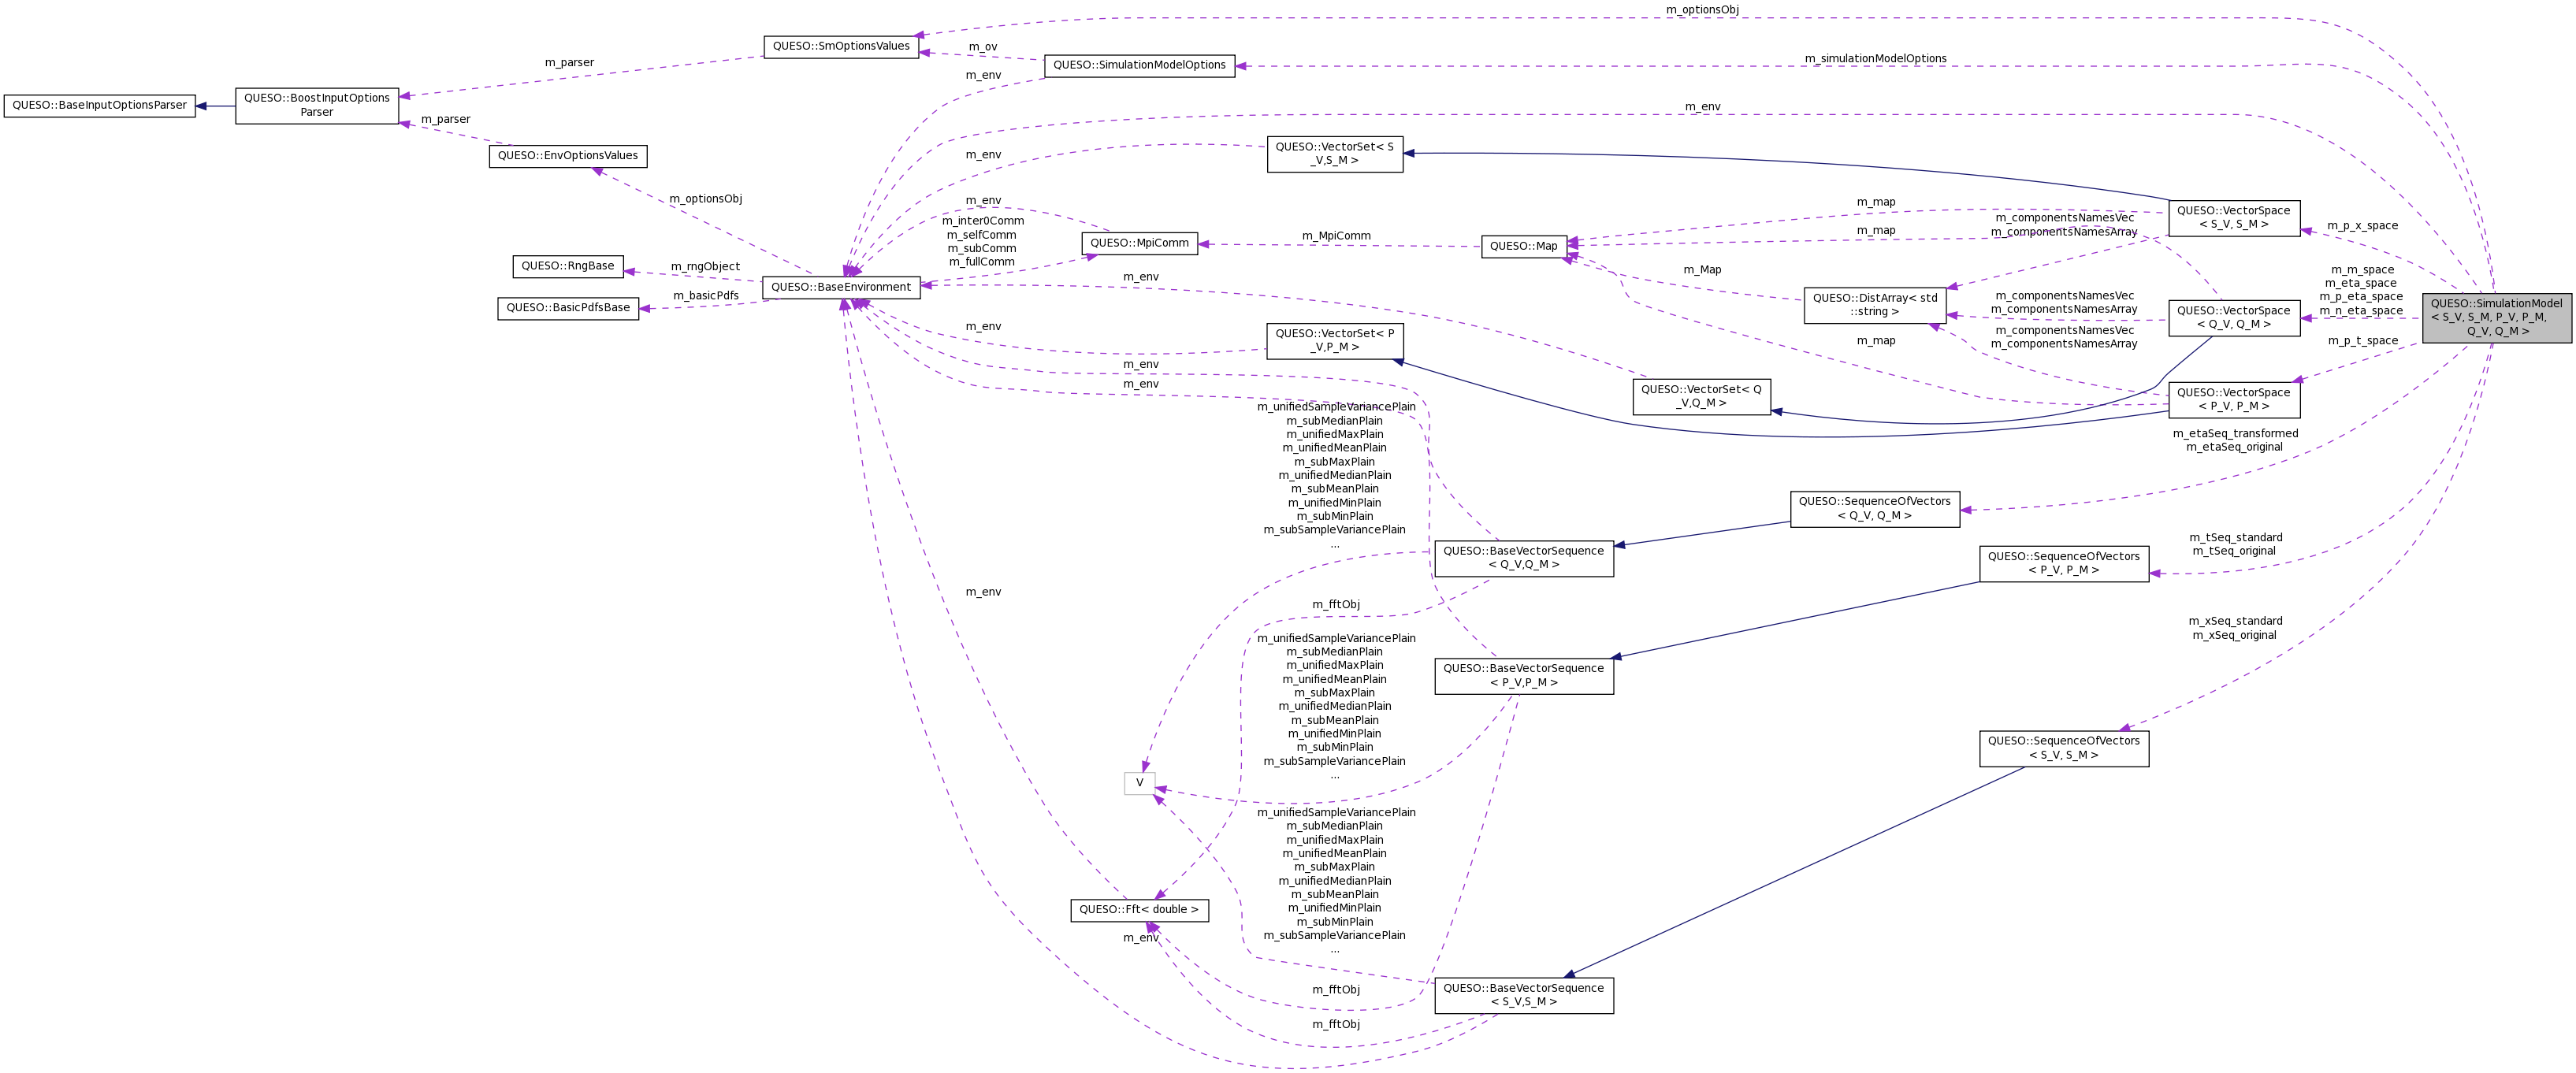 m_optionsObj
QUESO::SmOptionsValues
m_ov
m_parser
QUESO::SimulationModelOptions
m_simulationModelOptions
m_env
QUESO::BaseInputOptionsParser
QUESO::BoostInputOptions
Parser
m_env
m_parser
QUESO::EnvOptionsValues
QUESO::VectorSet< S
_V,S_M >
m_env
m_optionsObj
m_env
m_inter0Comm
m_selfComm
m_subComm
m_fullComm
QUESO::MpiComm
m_MpiComm
QUESO::Map
m_map
m_map
m_componentsNamesVec
m_componentsNamesArray
QUESO::VectorSpace
< S_V, S_M >
m_p_x_space
QUESO::RngBase
m_rngObject
QUESO::BasicPdfsBase
m_basicPdfs
QUESO::BaseEnvironment
m_env
m_Map
QUESO::DistArray< std
::string >
m_componentsNamesVec
m_componentsNamesArray
m_componentsNamesVec
m_componentsNamesArray
QUESO::VectorSpace
< Q_V, Q_M >
m_m_space
m_eta_space
m_p_eta_space
m_n_eta_space
QUESO::SimulationModel
< S_V, S_M, P_V, P_M,
Q_V, Q_M >
m_env
QUESO::VectorSet< P
_V,P_M >
m_map
m_p_t_space
m_env
m_env
QUESO::VectorSet< Q
_V,Q_M >
QUESO::VectorSpace
< P_V, P_M >
m_unifiedSampleVariancePlain
m_subMedianPlain
m_unifiedMaxPlain
m_unifiedMeanPlain
m_subMaxPlain
m_unifiedMedianPlain
m_subMeanPlain
m_unifiedMinPlain
m_subMinPlain
m_subSampleVariancePlain
...
m_etaSeq_transformed
m_etaSeq_original
QUESO::SequenceOfVectors
< Q_V, Q_M >
QUESO::BaseVectorSequence
< Q_V,Q_M >
m_tSeq_standard
m_tSeq_original
QUESO::SequenceOfVectors
< P_V, P_M >
m_env
m_fftObj
m_unifiedSampleVariancePlain
m_subMedianPlain
m_unifiedMaxPlain
m_unifiedMeanPlain
m_subMaxPlain
m_unifiedMedianPlain
m_subMeanPlain
m_unifiedMinPlain
m_subMinPlain
m_subSampleVariancePlain
...
m_xSeq_standard
m_xSeq_original
QUESO::BaseVectorSequence
< P_V,P_M >
QUESO::SequenceOfVectors
< S_V, S_M >
V
m_unifiedSampleVariancePlain
m_subMedianPlain
m_unifiedMaxPlain
m_unifiedMeanPlain
m_subMaxPlain
m_unifiedMedianPlain
m_subMeanPlain
m_unifiedMinPlain
m_subMinPlain
m_subSampleVariancePlain
...
QUESO::Fft< double >
m_env
m_fftObj
QUESO::BaseVectorSequence
< S_V,S_M >
m_fftObj